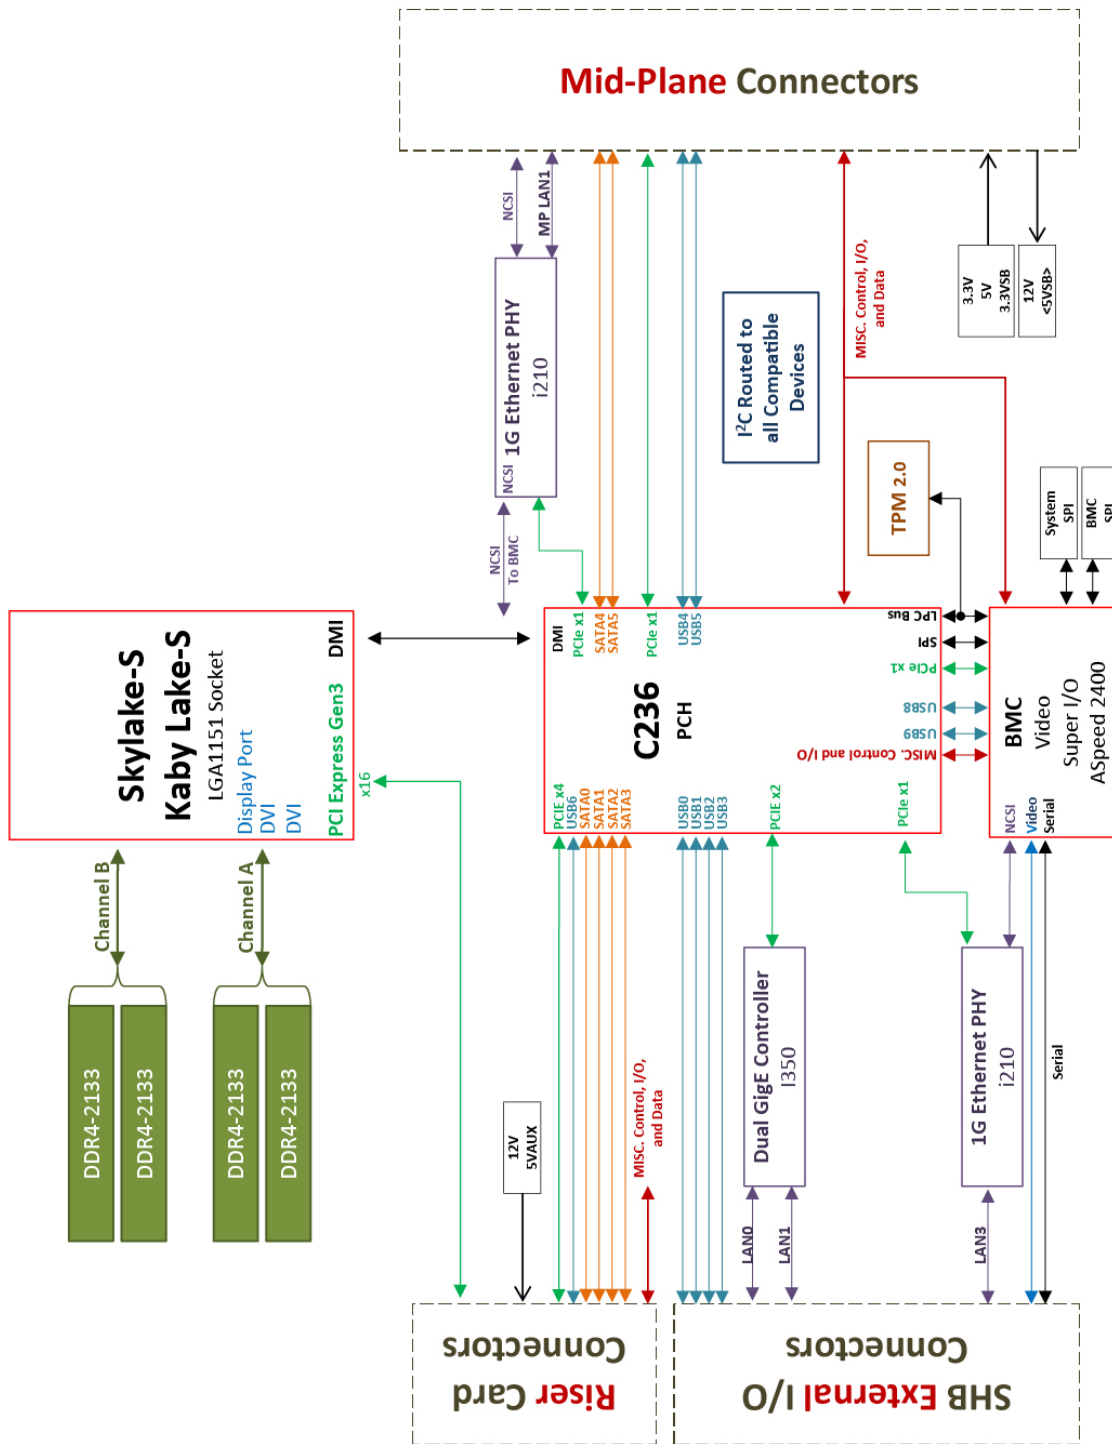 Mid-Plane Connectors
NCSI
MP LAN1
1G Ethernet PHY
i210
NCSI
NCSI
To BMC
MISC. Control, I/O,
and Data
3.3V
5V
3.3VSB
12V
<5VSB>
I²C Routed to
all Compatible
Devices
TPM 2.0
System
SPI
BMC
SPI
Skylake-S
Kaby Lake-S
LGA1151 Socket
Display Port
DVI
DVI
PCI Express Gen3
x16
DMI
Channel B
Channel A
DDR4-2133
DDR4-2133
DDR4-2133
DDR4-2133
C236
PCH
DMI
PCIe x1
SATA4
SATA5
PCIe x1
USB4
USB5
LPC Bus
SPI
PCIe x1
USB8
USB9
MISC. Control and I/O
PCIE x4
USB6
SATA0
SATA1
SATA2
SATA3
USB0
USB1
USB2
USB3
PCIE x2
PCIe x1
BMC
Video
Super I/O
ASpeed 2400
NCSI
Video
Serial
12V
5VAUX
MISC. Control, I/O,
and Data
Dual GigE Controller
I350
LAN0
LAN1
1G Ethernet PHY
i210
LAN3
Serial
Riser Card
Connectors
SHB External I/O
Connectors